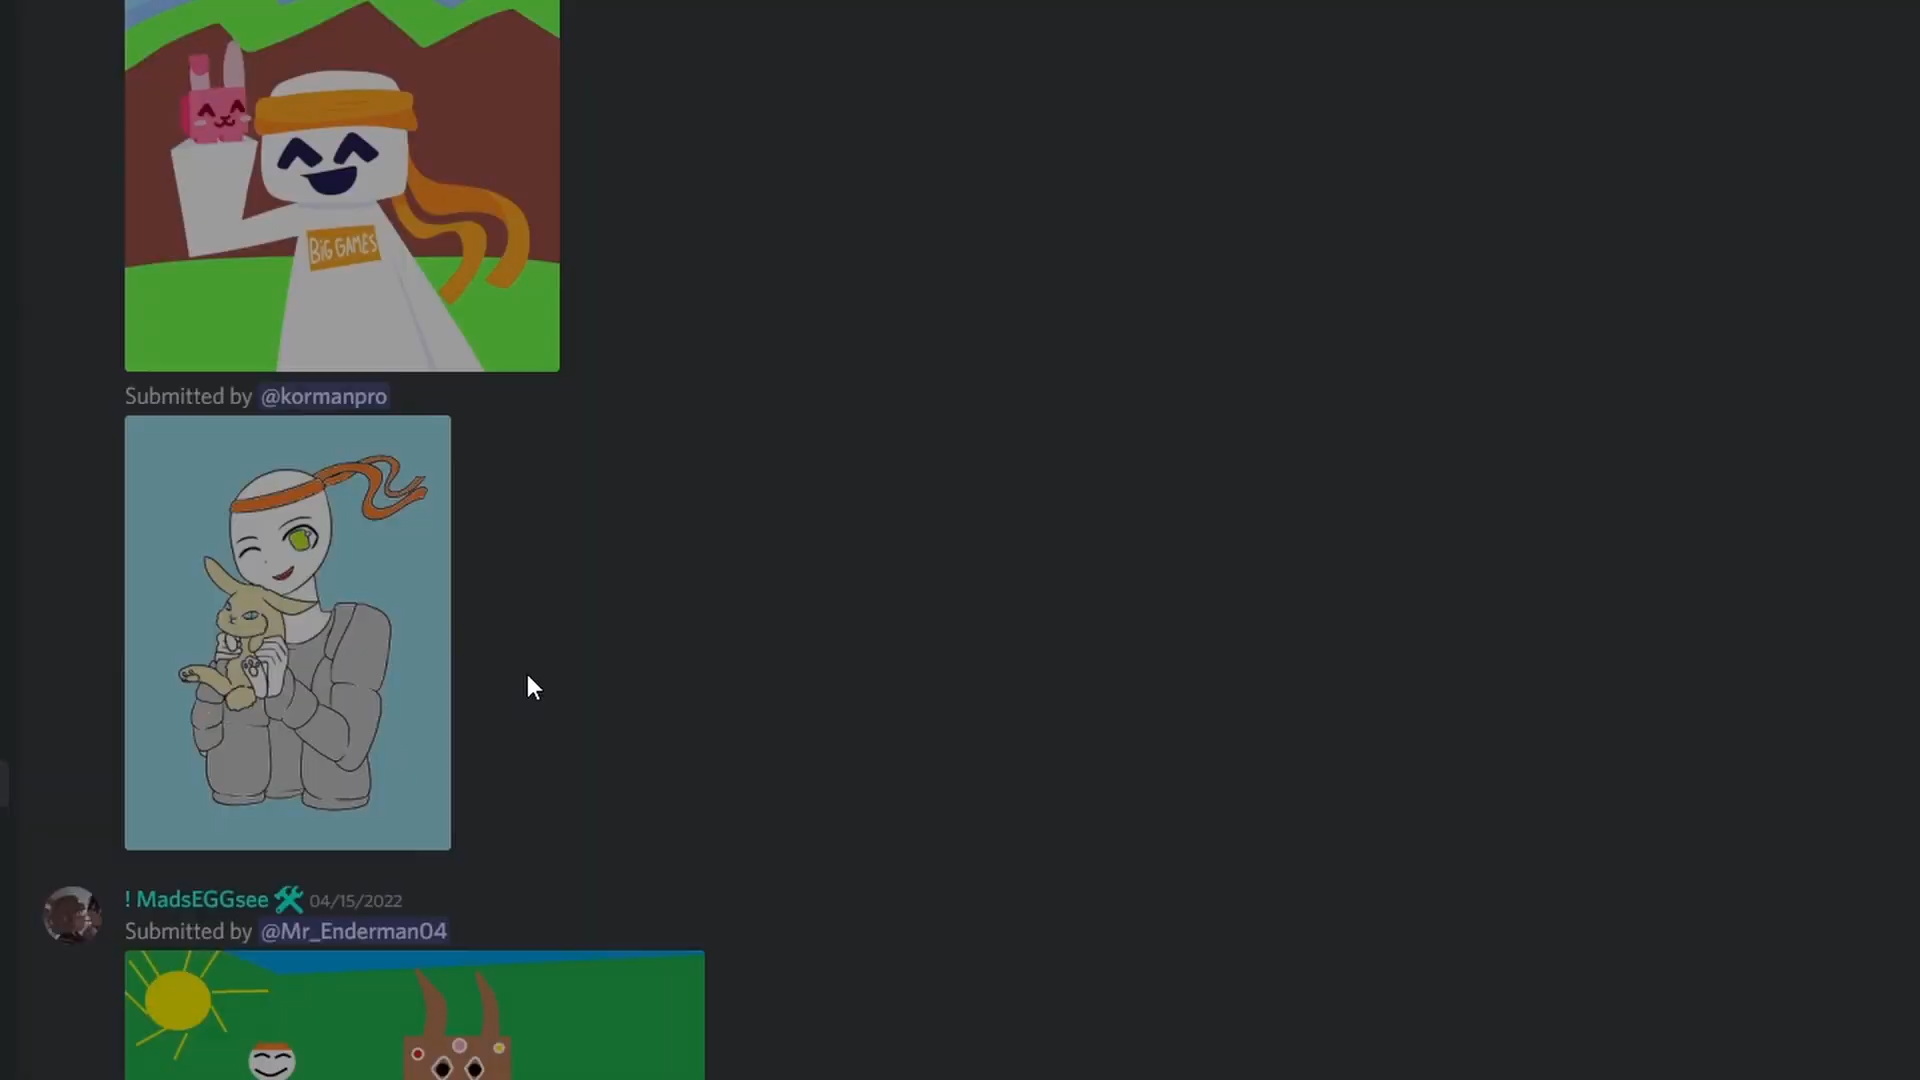 BiG GAMES
Submitted by @kormanpro
! MadsEGGsee 04/15/2022
Submitted by @Mr_Enderman04